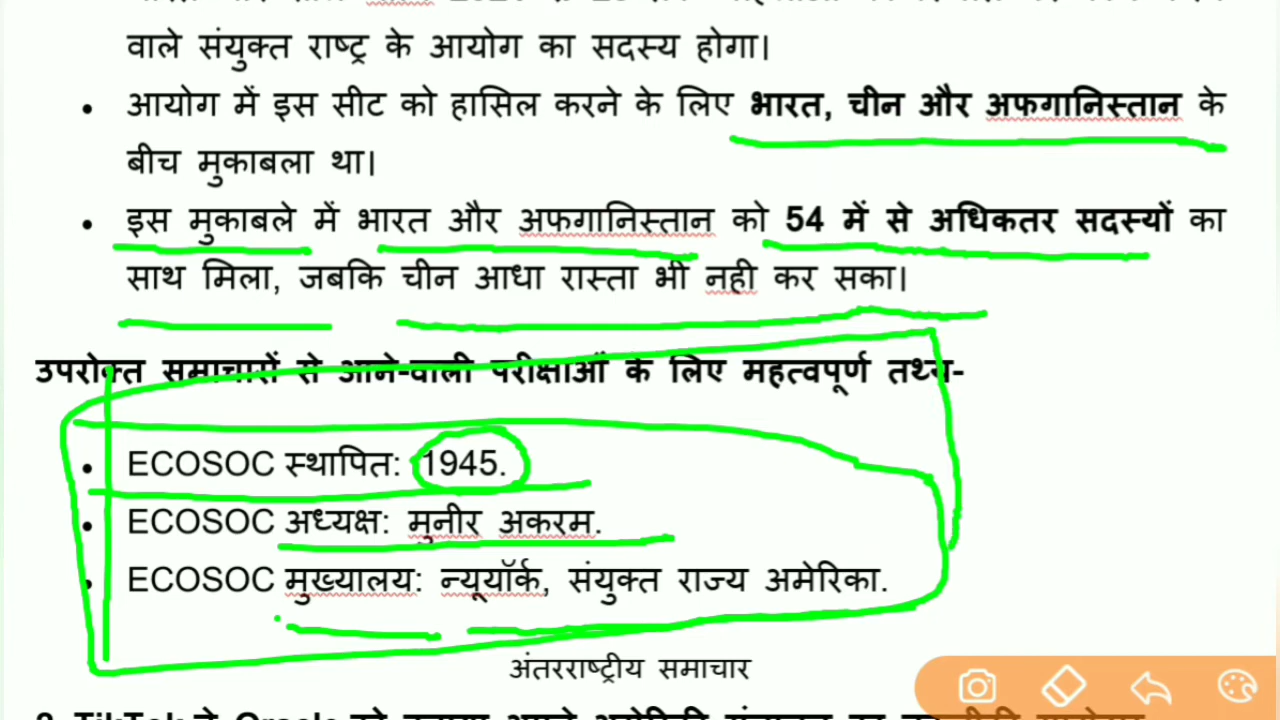 वाले संयुक्त राष्ट्र के आयोग का सदस्य होगा।
• आयोग में इस सीट को हासिल करने के लिए भारत, चीन और अफगानिस्तान के
बीच मुकाबला था।
• इस मुकाबले में भारत और अफगानिस्तान को 54 में से अधिकतर सदस्यों का
साथ मिला, जबकि चीन आधा रास्ता भी नही कर सका।
उपरोक्त समाचारों से आने-वाली परीक्षाओं के लिए महत्वपूर्ण तथ्य-
• ECOSOC स्थापित: 1945.
• ECOSOC अध्यक्ष: मुनीर अकरम.
• ECOSOC मुख्यालय: न्यूयॉर्क, संयुक्त राज्य अमेरिका.
अंतरराष्ट्रीय समाचार